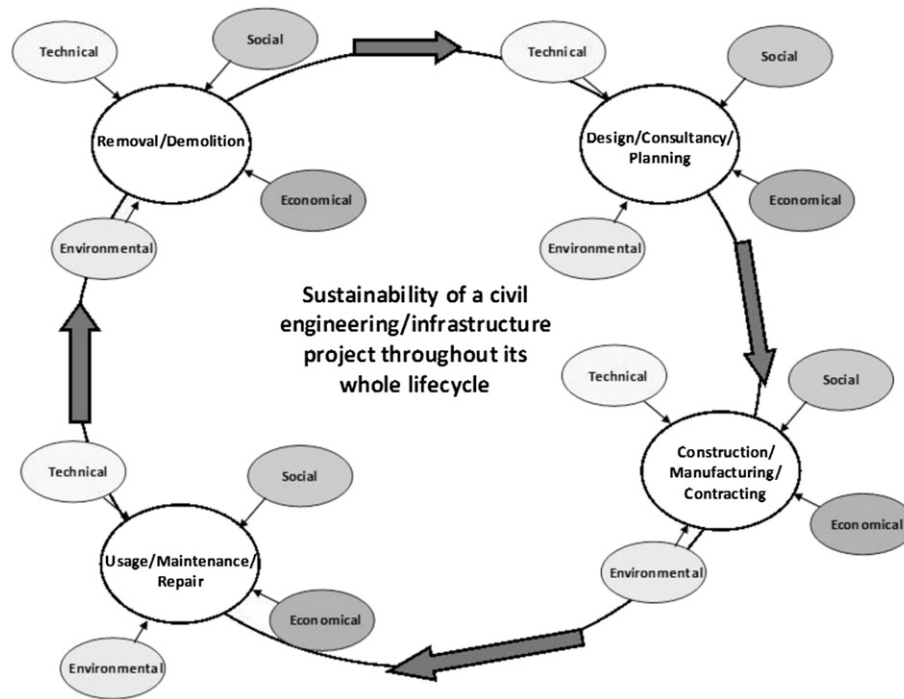 Technical
Social
Removal/Demolition
Economical
Environmental
Technical
Social
Design/Consultancy/
Planning
Economical
Environmental
Sustainability of a civil
engineering/infrastructure
project throughout its
whole lifecycle
Technical
Social
Construction/
Manufacturing/
Contracting
Economical
Environmental
Technical
Social
Usage/Maintenance/
Repair
Economical
Environmental